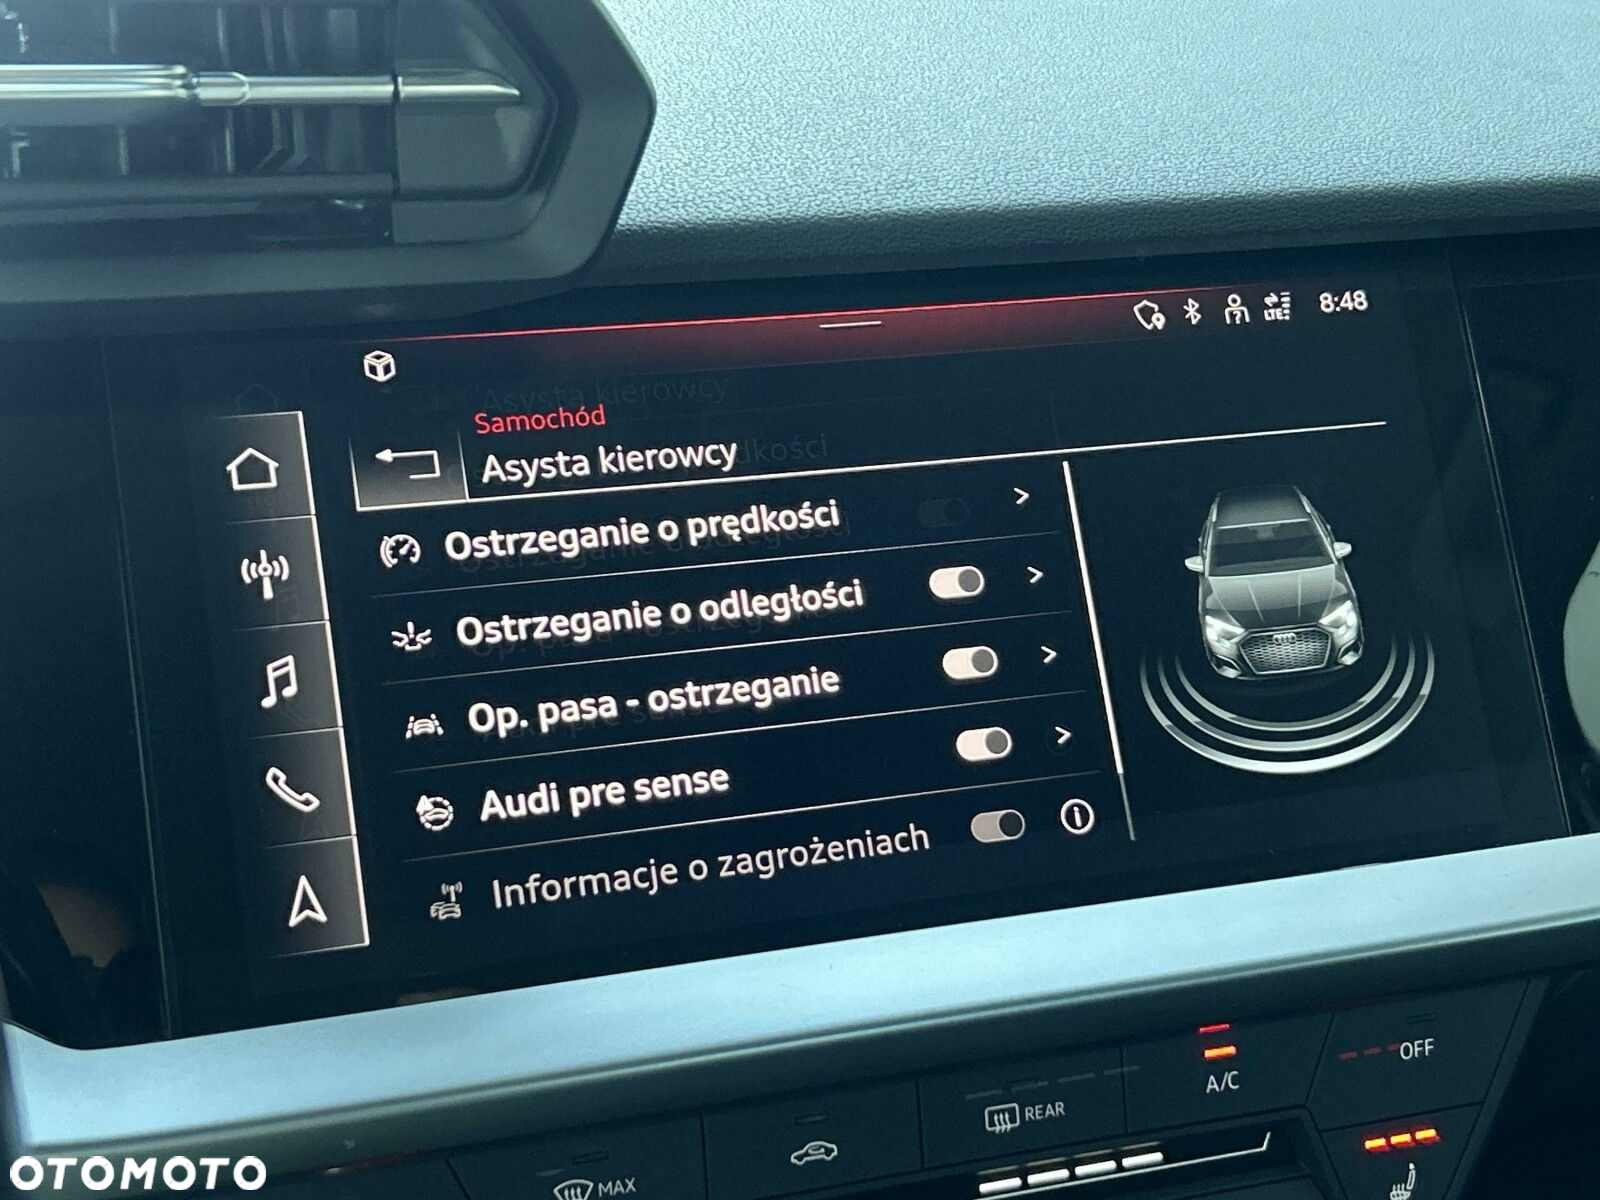 8:48
LTE
Samochód
Asysta kierowcy
Ostrzeganie o prędkości
Ostrzeganie o odległości
Op. pasa - ostrzeganie
Audi pre sense
Informacje o zagrożeniach
OFF
A/C
REAR
MAX
OTOMOTO